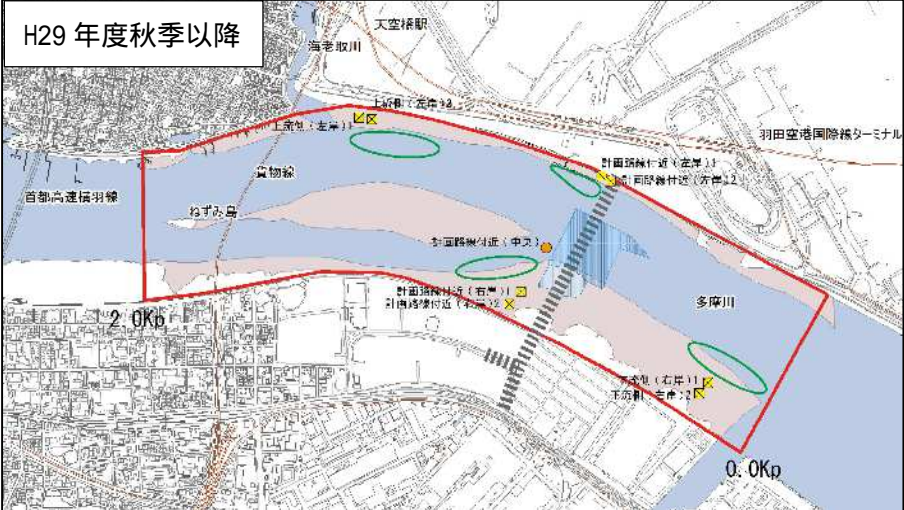 H29 年度秋季以降
天空橋駅
海老取川
上流側(左岸)2
上流側(左岸)1
羽田空港国際線ターミナル
計画路線付近(左岸)1
計画路線付近(左岸)2
貨物線
首都高速横羽線
ねずみ島
計画路線付近(中央)
計画路線付近(右岸)1
計画路線付近(右岸)2
多摩川
2.0Kp
下流側(右岸)1
下流側(右岸)2
0.0Kp